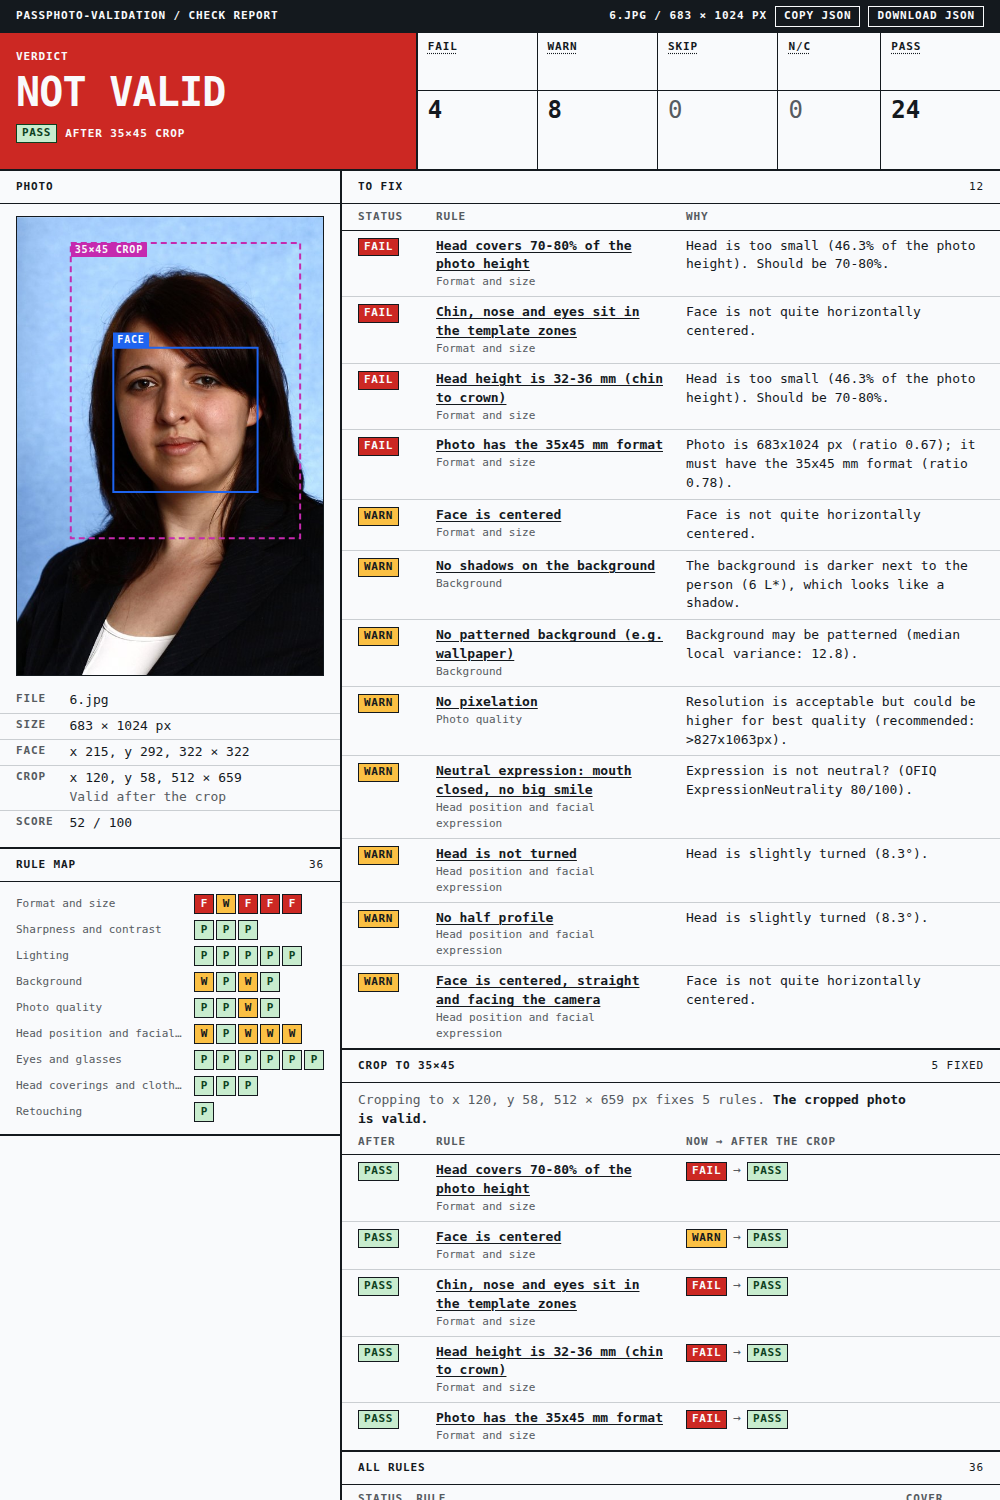 PASSPHOTO-VALIDATION / CHECK REPORT
6.JPG / 683 × 1024 PX
COPY JSON
DOWNLOAD JSON
VERDICT
NOT VALID
PASS AFTER 35×45 CROP
FAIL WARN SKIP N/C PASS
4 8 0 0 24
PHOTO
35×45 CROP
FACE
FILE 6.jpg
SIZE 683 × 1024 px
FACE x 215, y 292, 322 × 322
CROP x 120, y 58, 512 × 659
Valid after the crop
SCORE 52 / 100
RULE MAP 36
Format and size F W F F F
Sharpness and contrast P P P
Lighting P P P P P
Background W P W P
Photo quality P P W P
Head position and facial… W P W W W
Eyes and glasses P P P P P P
Head coverings and cloth… P P P
Retouching P
TO FIX 12
STATUS RULE WHY
FAIL Head covers 70-80% of the Head is too small (46.3% of the photo
photo height height). Should be 70-80%.
Format and size
FAIL Chin, nose and eyes sit in Face is not quite horizontally
the template zones centered.
Format and size
FAIL Head height is 32-36 mm (chin Head is too small (46.3% of the photo
to crown) height). Should be 70-80%.
Format and size
FAIL Photo has the 35x45 mm format Photo is 683x1024 px (ratio 0.67); it
Format and size must have the 35x45 mm format (ratio
0.78).
WARN Face is centered Face is not quite horizontally
Format and size centered.
WARN No shadows on the background The background is darker next to the
Background person (6 L*), which looks like a
shadow.
WARN No patterned background (e.g. Background may be patterned (median
wallpaper) local variance: 12.8).
Background
WARN No pixelation Resolution is acceptable but could be
Photo quality higher for best quality (recommended:
>827x1063px).
WARN Neutral expression: mouth Expression is not neutral? (OFIQ
closed, no big smile ExpressionNeutrality 80/100).
Head position and facial
expression
WARN Head is not turned Head is slightly turned (8.3°).
Head position and facial
expression
WARN No half profile Head is slightly turned (8.3°).
Head position and facial
expression
WARN Face is centered, straight Face is not quite horizontally
and facing the camera centered.
Head position and facial
expression
CROP TO 35×45 5 FIXED
Cropping to x 120, y 58, 512 × 659 px fixes 5 rules. The cropped photo
is valid.
AFTER RULE NOW → AFTER THE CROP
PASS Head covers 70-80% of the FAIL → PASS
photo height
Format and size
PASS Face is centered WARN → PASS
Format and size
PASS Chin, nose and eyes sit in FAIL → PASS
the template zones
Format and size
PASS Head height is 32-36 mm (chin FAIL → PASS
to crown)
Format and size
PASS Photo has the 35x45 mm format FAIL → PASS
Format and size
ALL RULES 36
STATUS RULE COVER